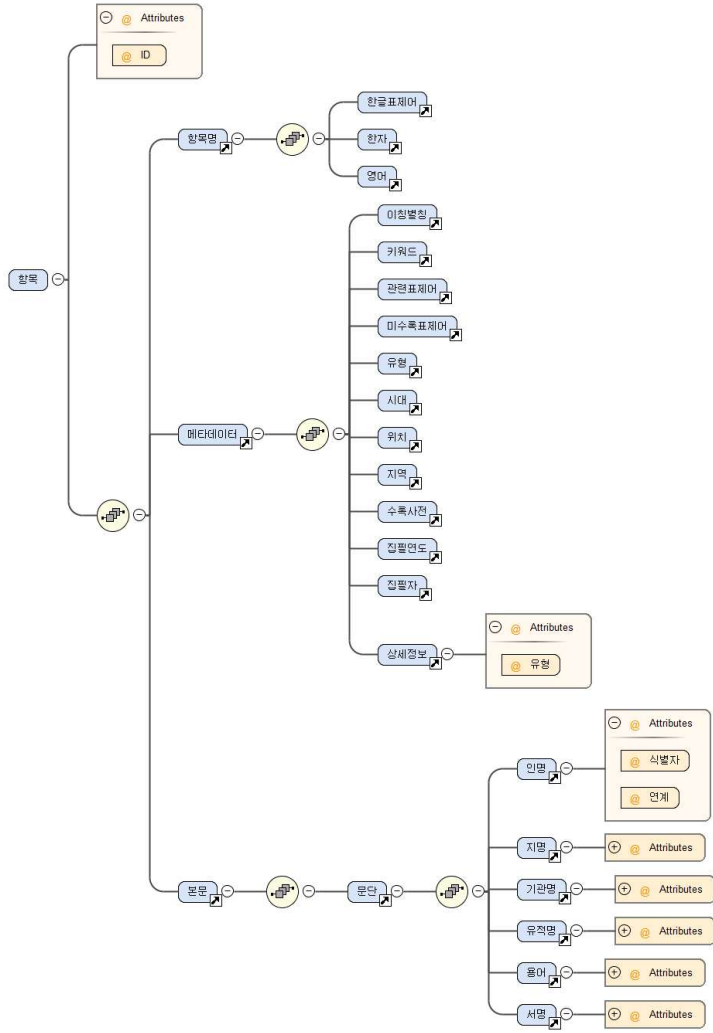 @ Attributes
@ ID
항목명
한글표제어
한자
영어
이칭별칭
키워드
항목
관련표제어
미수록표제어
유형
시대
메타데이터
위치
지역
수록사전
집필연도
집필자
@ Attributes
상세정보
@ 유형
@ Attributes
인명
@ 식별자
@ 연계
지명
@ Attributes
본문
문단
기관명
@ Attributes
유적명
@ Attributes
용어
@ Attributes
서명
@ Attributes